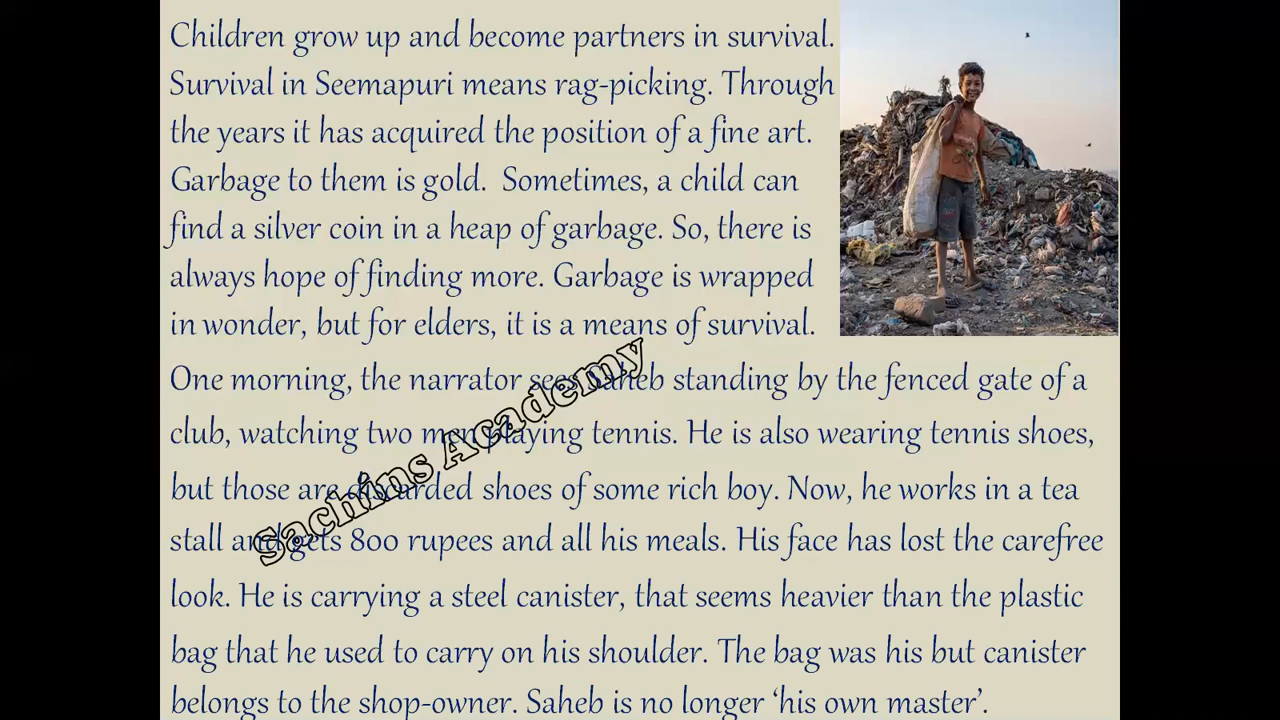 Children grow up and become partners in survival.
Survival in Seemapuri means rag-picking. Through
the years it has acquired the position of a fine art.
Garbage to them is gold. Sometimes, a child can
find a silver coin in a heap of garbage. So, there is
always hope of finding more. Garbage is wrapped
in wonder, but for elders, it is a means of survival.
One morning, the narrator sees Saheb standing by the fenced gate of a
club, watching two men playing tennis. He is also wearing tennis shoes,
but those are discarded shoes of some rich boy. Now, he works in a tea
stall and gets 800 rupees and all his meals. His face has lost the carefree
look. He is carrying a steel canister, that seems heavier than the plastic
bag that he used to carry on his shoulder. The bag was his but canister
belongs to the shop-owner. Saheb is no longer ‘his own master’.
Sachins Academy